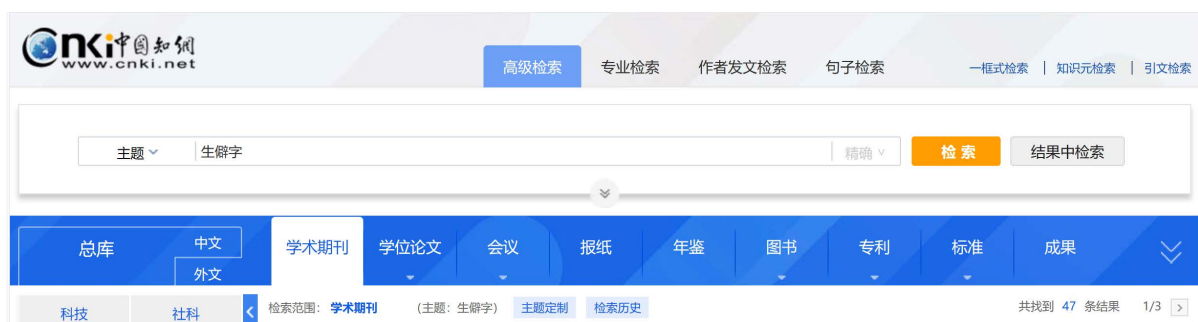 cnki中国知网
www.cnki.net
高级检索 专业检索 作者发文检索 句子检索 一框式检索 | 知识元检索 | 引文检索
主题 生僻字 精确 检索 结果中检索
总库 中文 学术期刊 学位论文 会议 报纸 年鉴 图书 专利 标准 成果
外文
科技 社科 检索范围: 学术期刊 (主题: 生僻字) 主题定制 检索历史 共找到 47 条结果 1/3